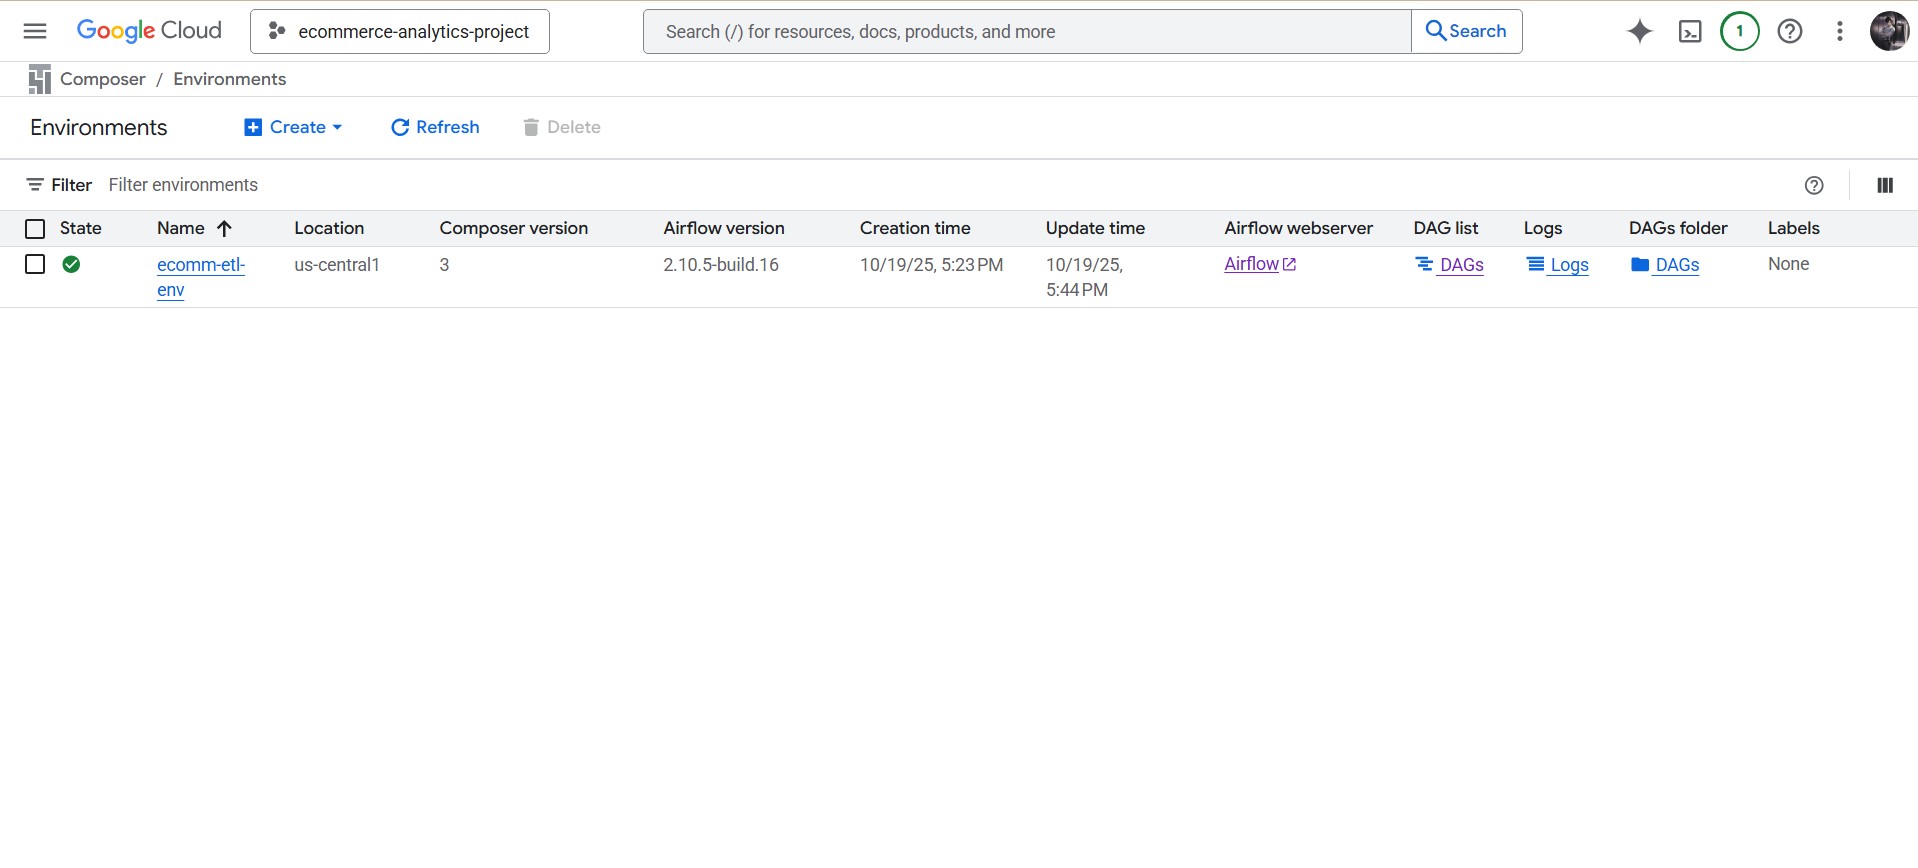 Google Cloud ecommerce-analytics-project Search (/) for resources, docs, products, and more Search 1
Composer / Environments
Environments Create Refresh Delete
Filter Filter environments
State Name Location Composer version Airflow version Creation time Update time Airflow webserver DAG list Logs DAGs folder Labels
ecomm-etl- us-central1 3 2.10.5-build.16 10/19/25, 5:23 PM 10/19/25, Airflow DAGs Logs DAGs None
env 5:44 PM